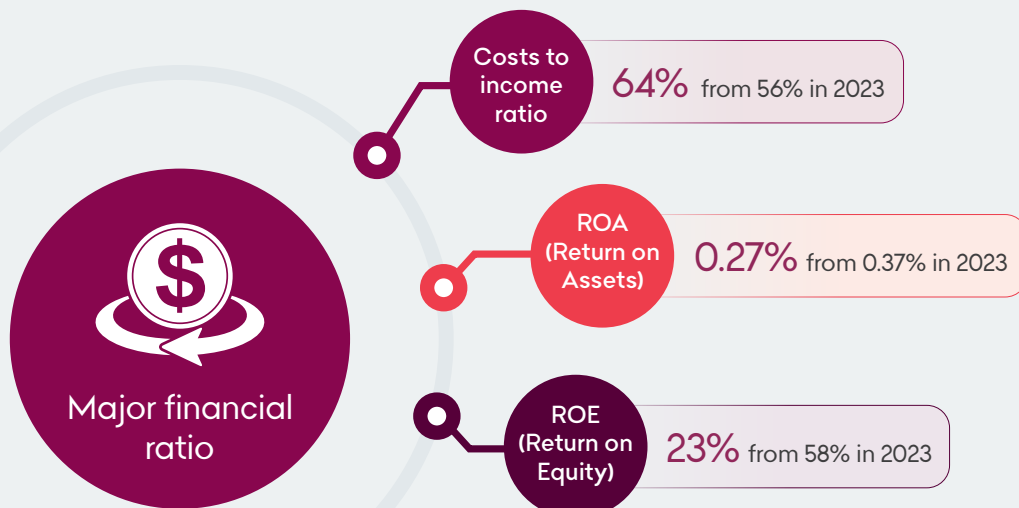 Costs to
income
ratio
64% from 56% in 2023
ROA
(Return on
Assets)
0.27% from 0.37% in 2023
$
Major financial
ratio
ROE
(Return on
Equity)
23% from 58% in 2023